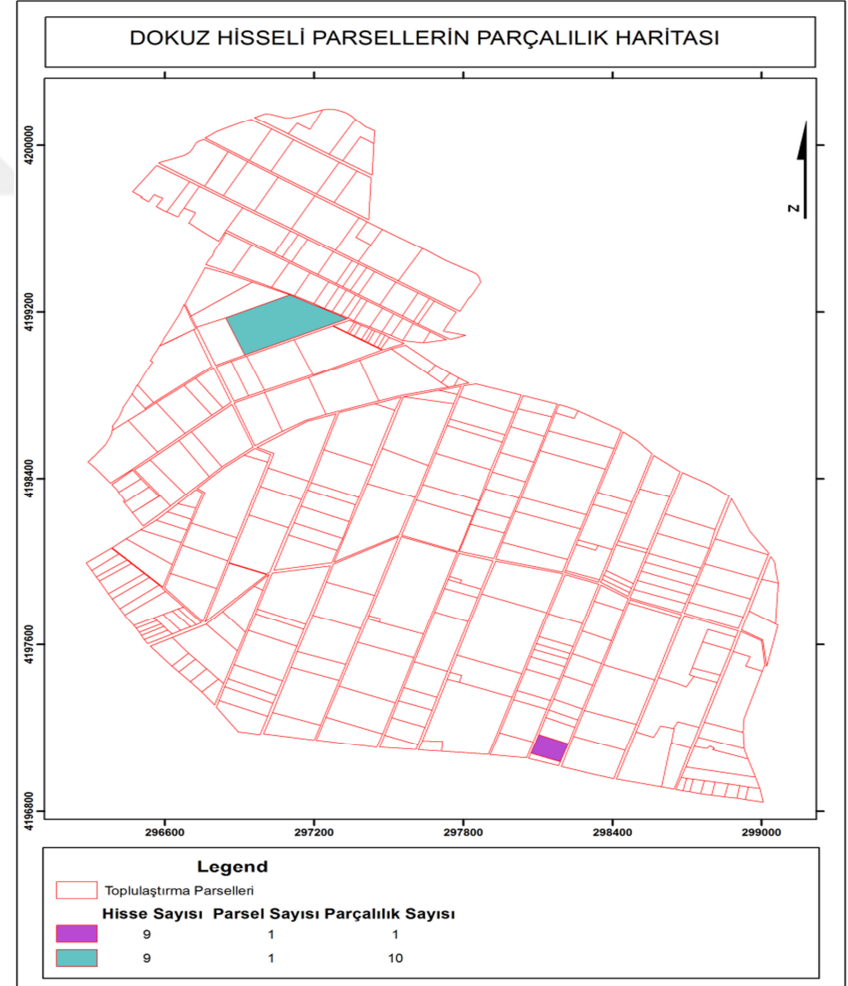 DOKUZ HİSSELİ PARSELLERİN PARÇALILIK HARİTASI
4200000
4199200
4198400
4197600
4196800
Z
296600 297200 297800 298400 299000
Legend
Toplulaştırma Parselleri
Hisse Sayısı Parsel Sayısı Parçalılık Sayısı
9 1 1
9 1 10